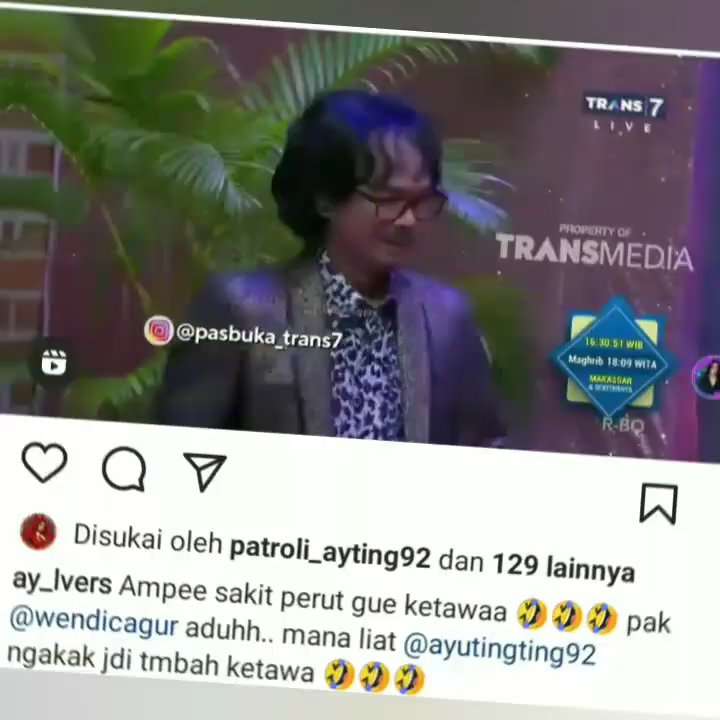 TRANS|7
LIVE
PROPERTY OF
TRANSMEDIA
@pasbuka_trans7
16:30:51 WIB
Maghrib 18:09 WITA
MAKASSAR
& SEKITARNYA
R-BO
Disukai oleh patroli_ayting92 dan 129 lainnya
ay_lvers Ampee sakit perut gue ketawaa 🤣🤣🤣 pak
@wendicagur aduhh.. mana liat @ayutingting92
ngakak jdi tmbah ketawa 🤣🤣🤣